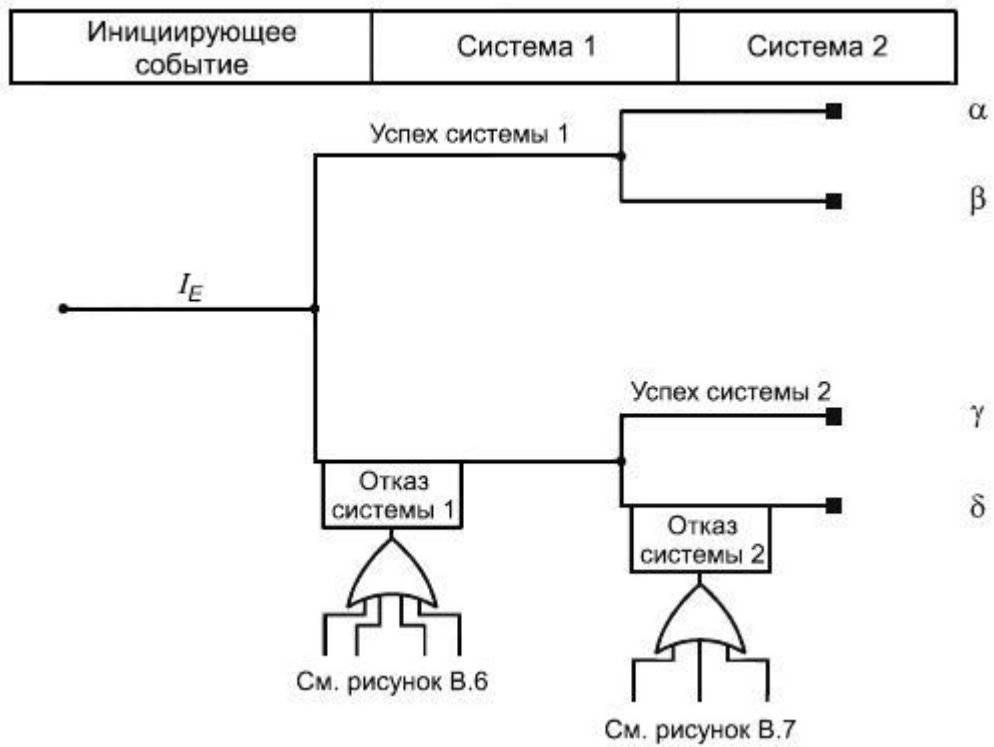 Инициирующее
событие
Система 1
Система 2
α
Успех системы 1
β
I_E
Успех системы 2
γ
Отказ
системы 1
δ
Отказ
системы 2
См. рисунок В.6
См. рисунок В.7